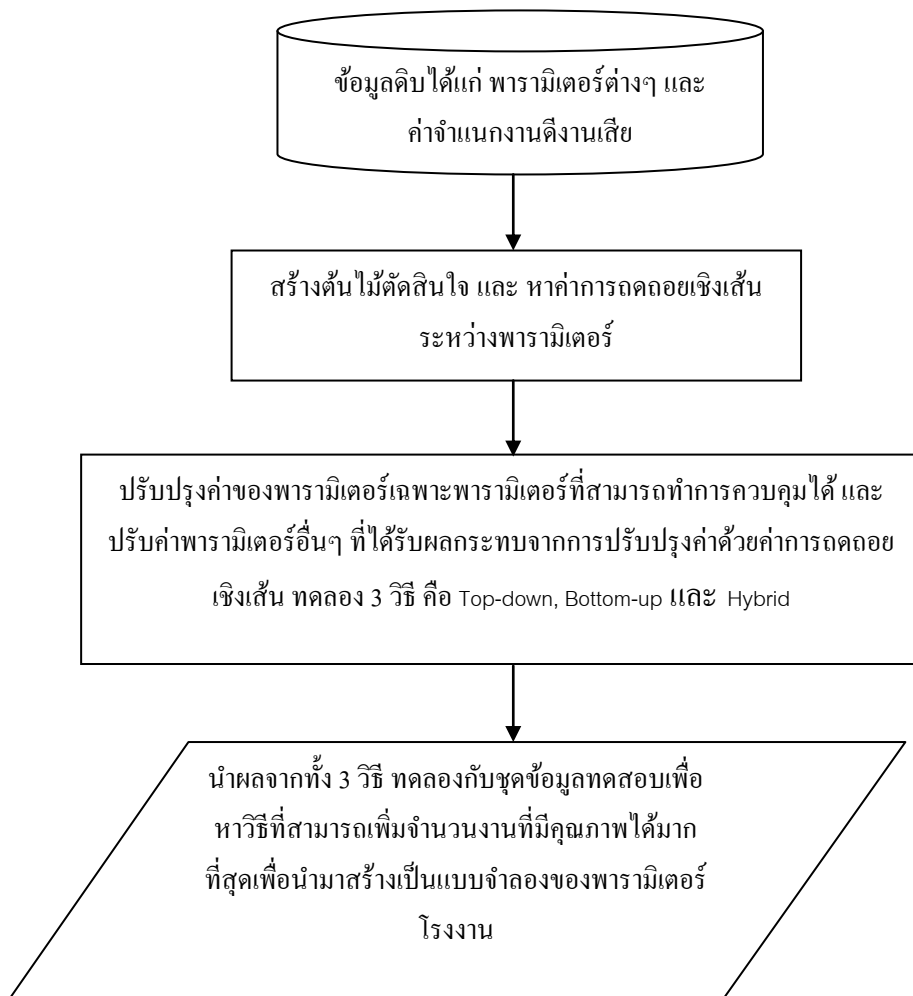 ข้อมูลดิบได้แก่ พารามิเตอร์ต่างๆ และ
ค่าจำแนกงานดีงานเสีย
สร้างต้นไม้ตัดสินใจ และ หาค่าการถดถอยเชิงเส้น
ระหว่างพารามิเตอร์
ปรับปรุงค่าของพารามิเตอร์เฉพาะพารามิเตอร์ที่สามารถทำการควบคุมได้ และ
ปรับค่าพารามิเตอร์อื่นๆ ที่ได้รับผลกระทบจากการปรับปรุงค่าด้วยค่าการถดถอย
เชิงเส้น ทดลอง 3 วิธี คือ Top-down, Bottom-up และ Hybrid
นำผลจากทั้ง 3 วิธี ทดลองกับชุดข้อมูลทดสอบเพื่อ
หาวิธีที่สามารถเพิ่มจำนวนงานที่มีคุณภาพได้มาก
ที่สุดเพื่อนำมาสร้างเป็นแบบจำลองของพารามิเตอร์
โรงงาน